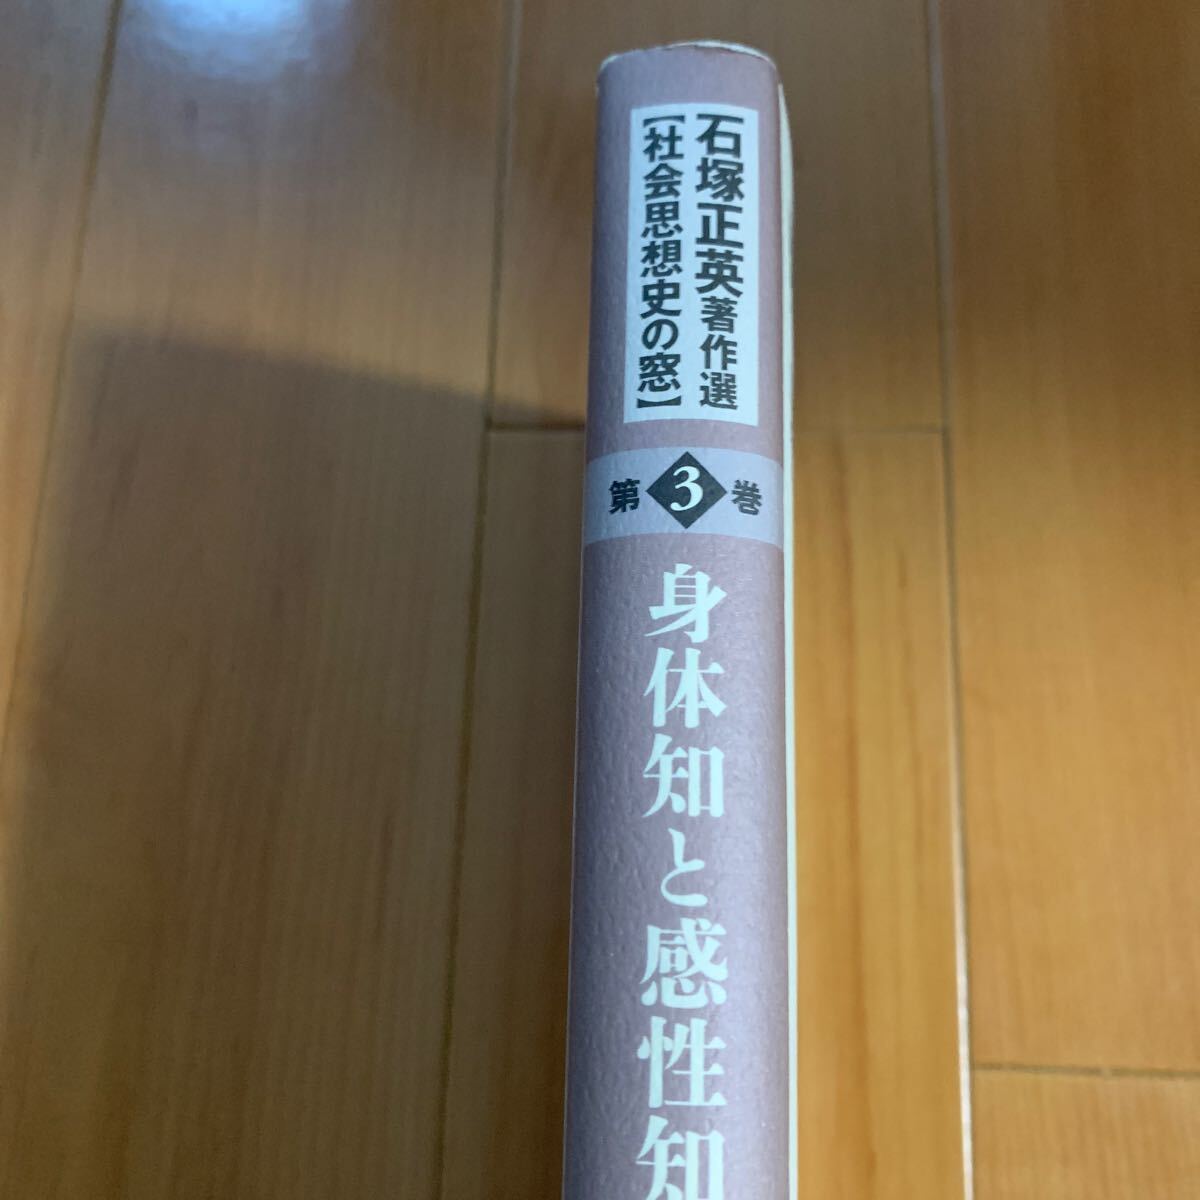 石塚正英著作選
【社会思想史の窓】
第3巻
身体知と感性知